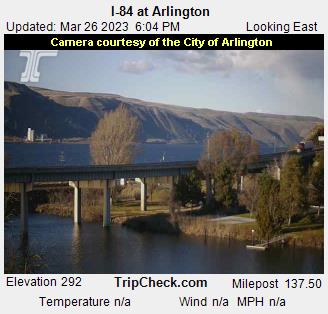 I-84 at Arlington
Updated: Mar 26 2023 6:04 PM Looking East
Camera courtesy of the City of Arlington
Elevation 292 TripCheck.com Milepost 137.50
Temperature n/a Wind n/a MPH n/a